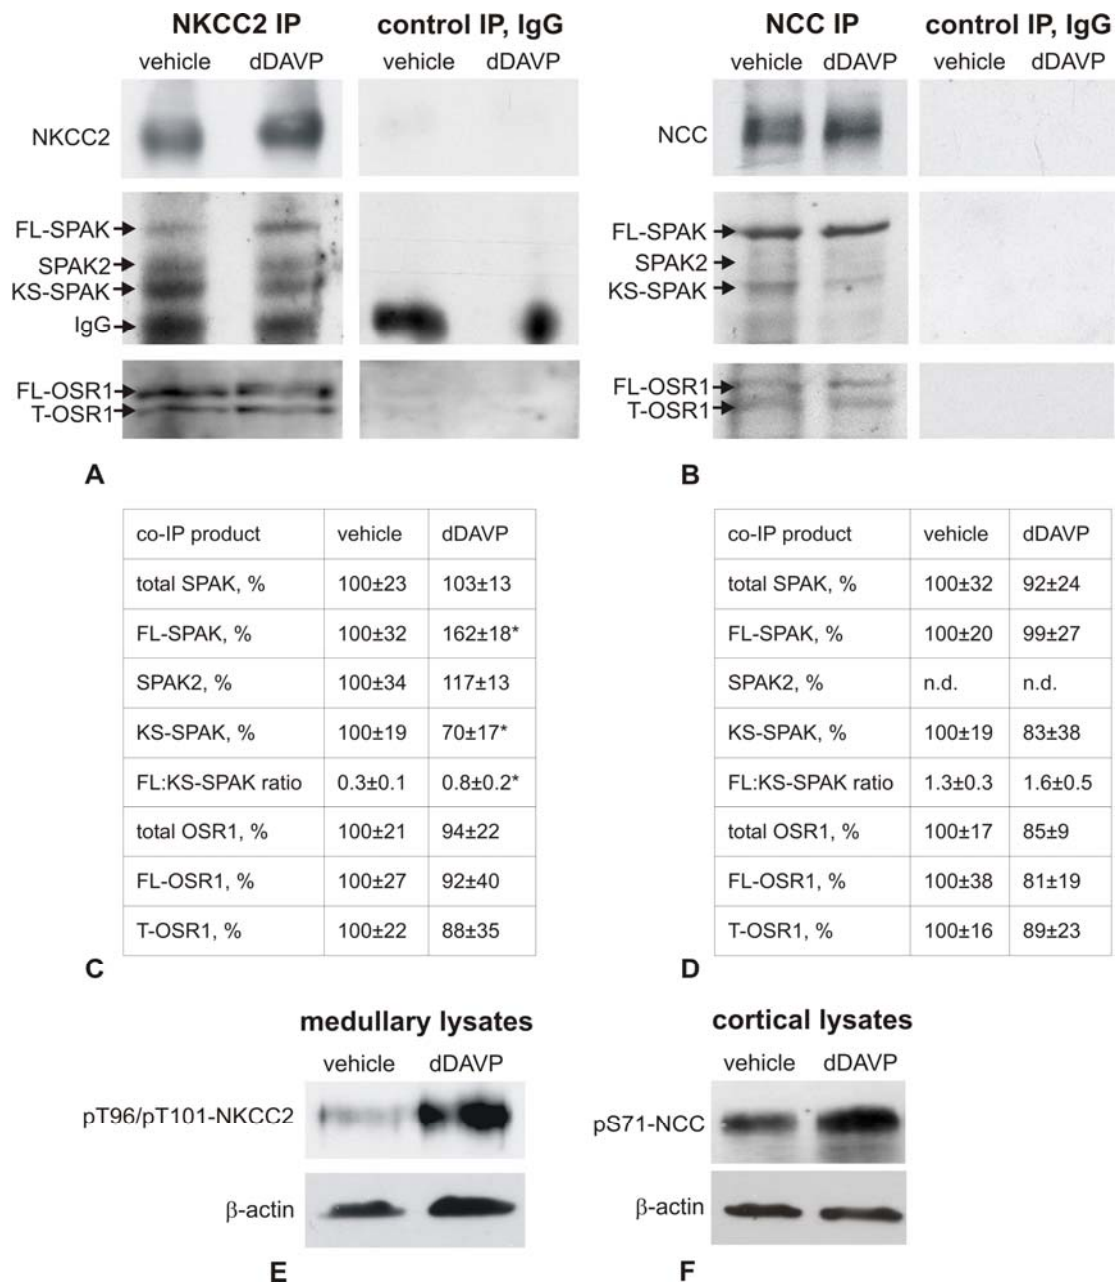 NKCC2 IP
control IP, IgG
vehicle dDAVP
vehicle dDAVP
NKCC2
FL-SPAK
SPAK2
KS-SPAK
IgG
FL-OSR1
T-OSR1
A
NCC IP
control IP, IgG
vehicle dDAVP
vehicle dDAVP
NCC
FL-SPAK
SPAK2
KS-SPAK
FL-OSR1
T-OSR1
B
co-IP product vehicle dDAVP
total SPAK, % 100±23 103±13
FL-SPAK, % 100±32 162±18*
SPAK2, % 100±34 117±13
KS-SPAK, % 100±19 70±17*
FL:KS-SPAK ratio 0.3±0.1 0.8±0.2*
total OSR1, % 100±21 94±22
FL-OSR1, % 100±27 92±40
T-OSR1, % 100±22 88±35
C
co-IP product vehicle dDAVP
total SPAK, % 100±32 92±24
FL-SPAK, % 100±20 99±27
SPAK2, % n.d. n.d.
KS-SPAK, % 100±19 83±38
FL:KS-SPAK ratio 1.3±0.3 1.6±0.5
total OSR1, % 100±17 85±9
FL-OSR1, % 100±38 81±19
T-OSR1, % 100±16 89±23
D
medullary lysates
vehicle dDAVP
pT96/pT101-NKCC2
β-actin
E
cortical lysates
vehicle dDAVP
pS71-NCC
β-actin
F